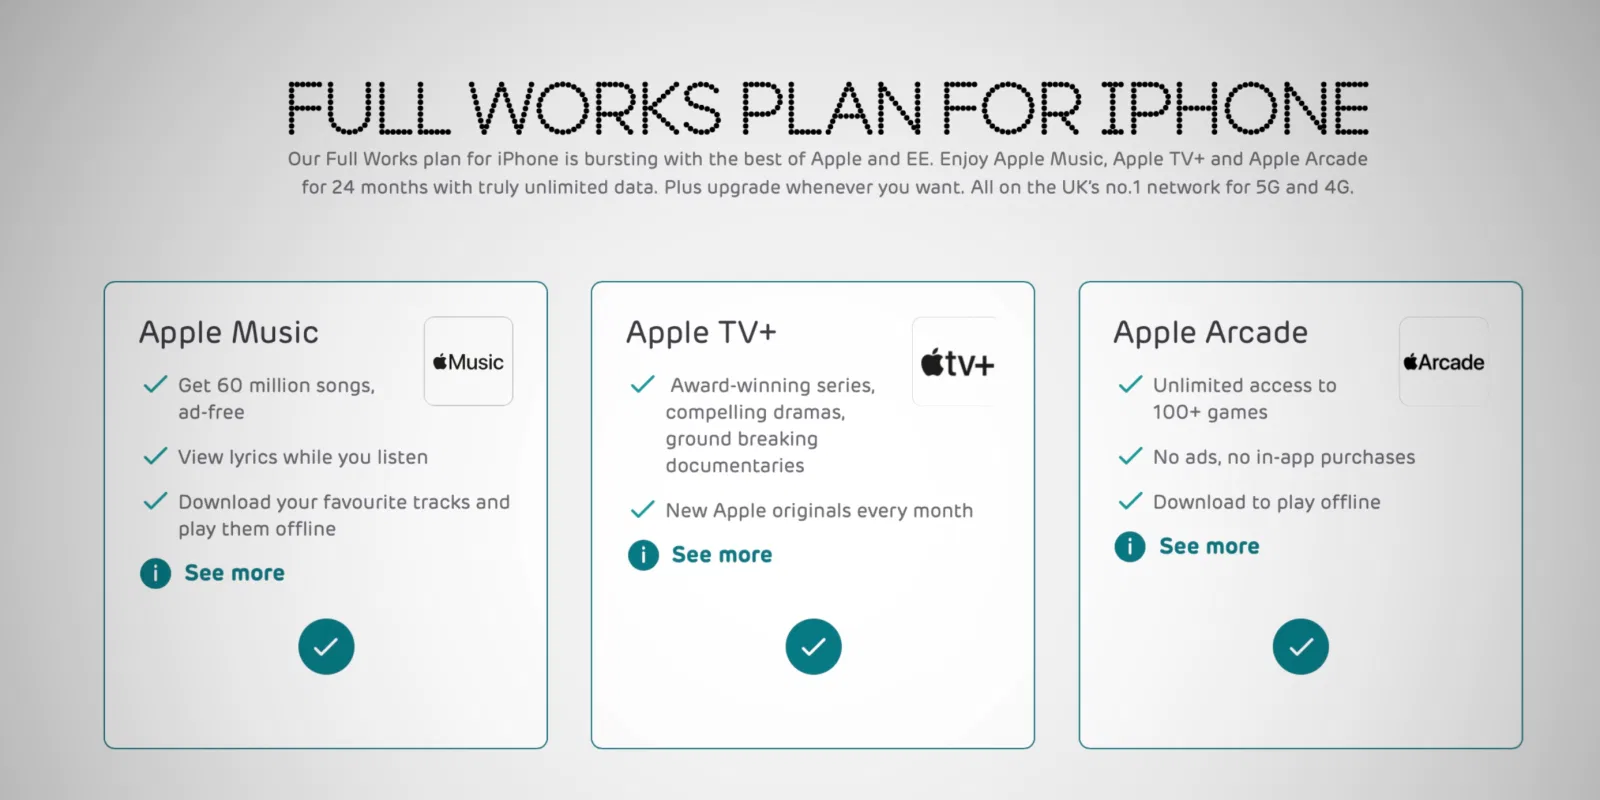 FULL WORKS PLAN FOR IPHONE
Our Full Works plan for iPhone is bursting with the best of Apple and EE. Enjoy Apple Music, Apple TV+ and Apple Arcade
for 24 months with truly unlimited data. Plus upgrade whenever you want. All on the UK's no.1 network for 5G and 4G.
Apple Music
Music
Get 60 million songs,
ad-free
View lyrics while you listen
Download your favourite tracks and
play them offline
i See more
Apple TV+
tv+
Award-winning series,
compelling dramas,
ground breaking
documentaries
New Apple originals every month
i See more
Apple Arcade
Arcade
Unlimited access to
100+ games
No ads, no in-app purchases
Download to play offline
i See more